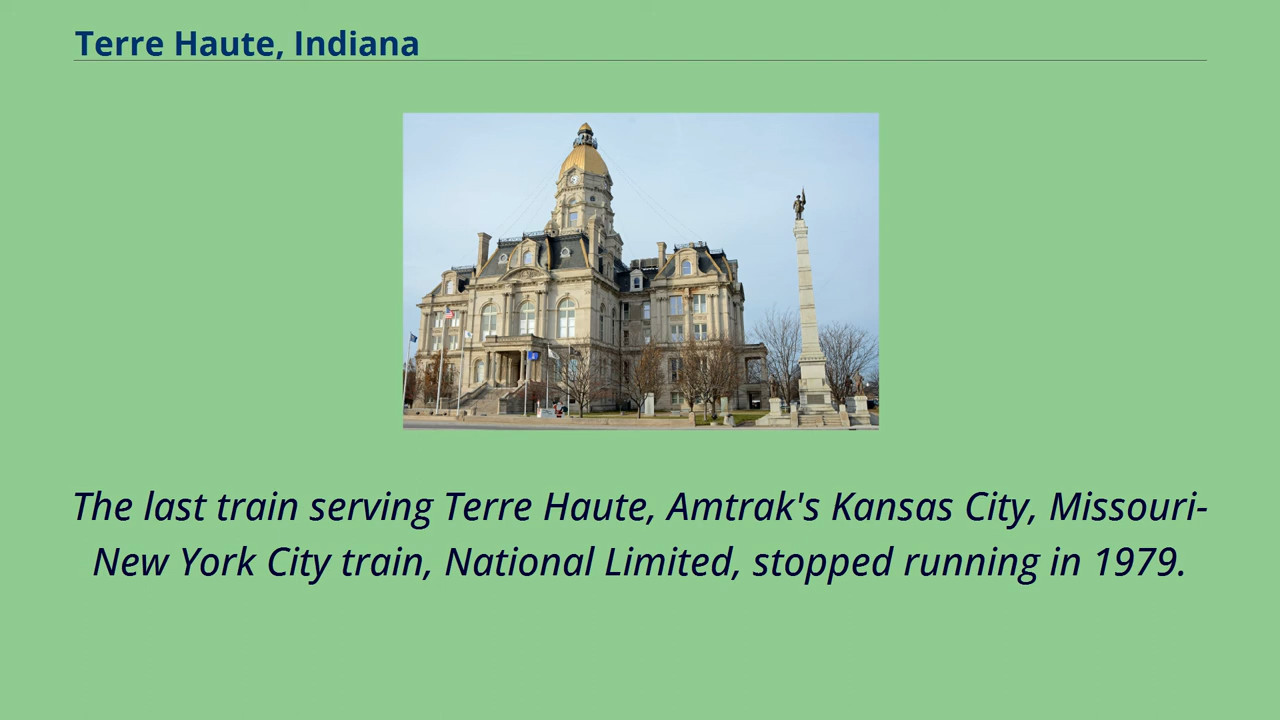 Terre Haute, Indiana
The last train serving Terre Haute, Amtrak's Kansas City, Missouri-
New York City train, National Limited, stopped running in 1979.